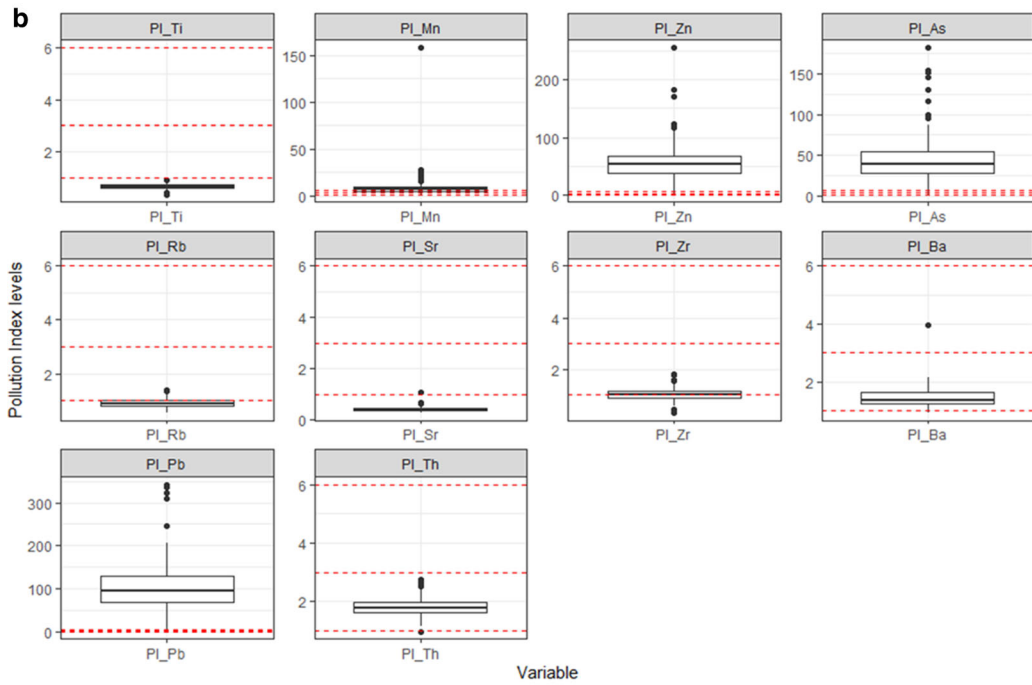 b
PI_Ti
PI_Mn
PI_Zn
PI_As
6
4
2
150
100
50
0
200
100
0
150
100
50
0
PI_Ti
PI_Mn
PI_Zn
PI_As
PI_Rb
PI_Sr
PI_Zr
PI_Ba
6
4
2
6
4
2
0
6
4
2
6
4
2
PI_Rb
PI_Sr
PI_Zr
PI_Ba
PI_Pb
PI_Th
300
200
100
0
6
4
2
PI_Pb
PI_Th
Pollution Index levels
Variable